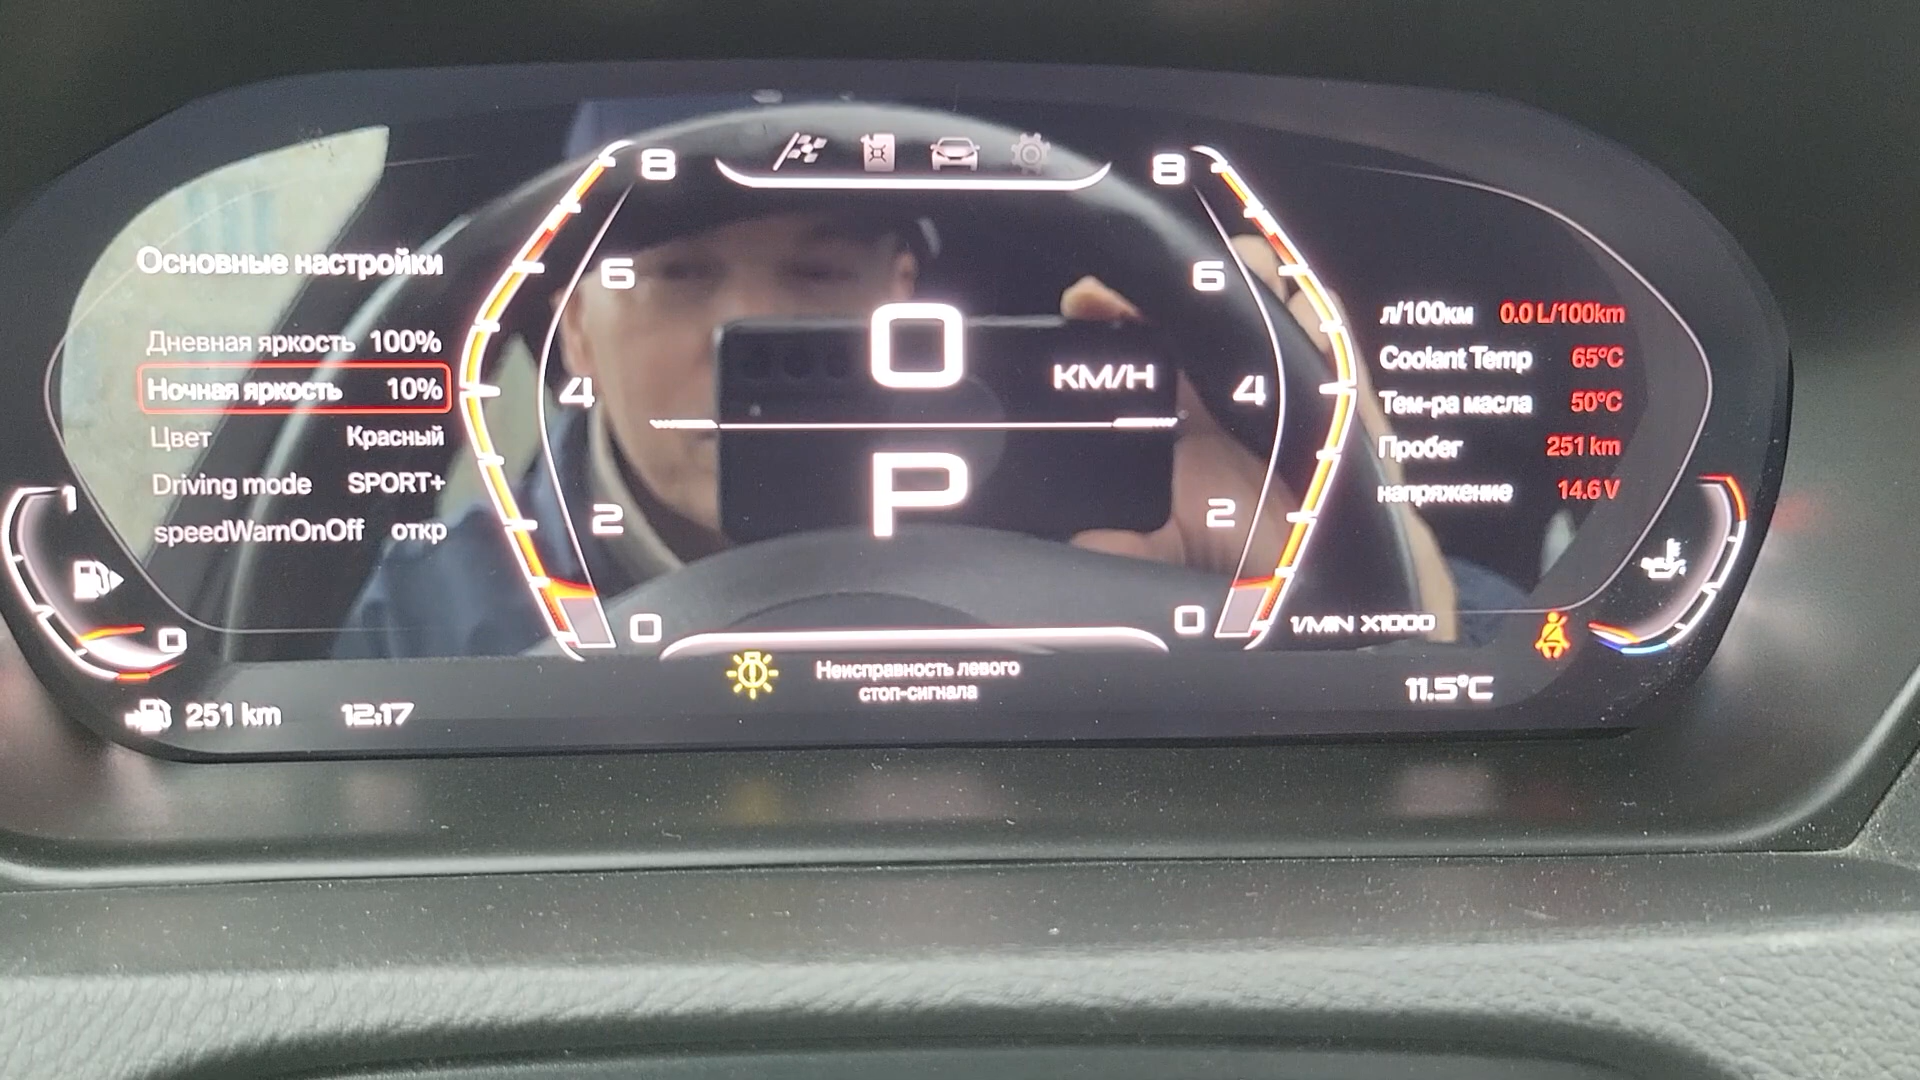 8
8
Основные настройки
6
6
Дневная яркость 100%
Ночная яркость 10%
Цвет Красный
Driving mode SPORT+
speedWarnOnOff откр
0
KM/H
P
4
4
2
2
0
0
л/100км 0.0 L/100km
Coolant Temp 65°C
Тем-ра масла 50°C
Пробег 251 km
напряжение 14.6 V
1
0
1/MIN X1000
Неисправность левого
стоп-сигнала
251 km
12:17
11.5°C